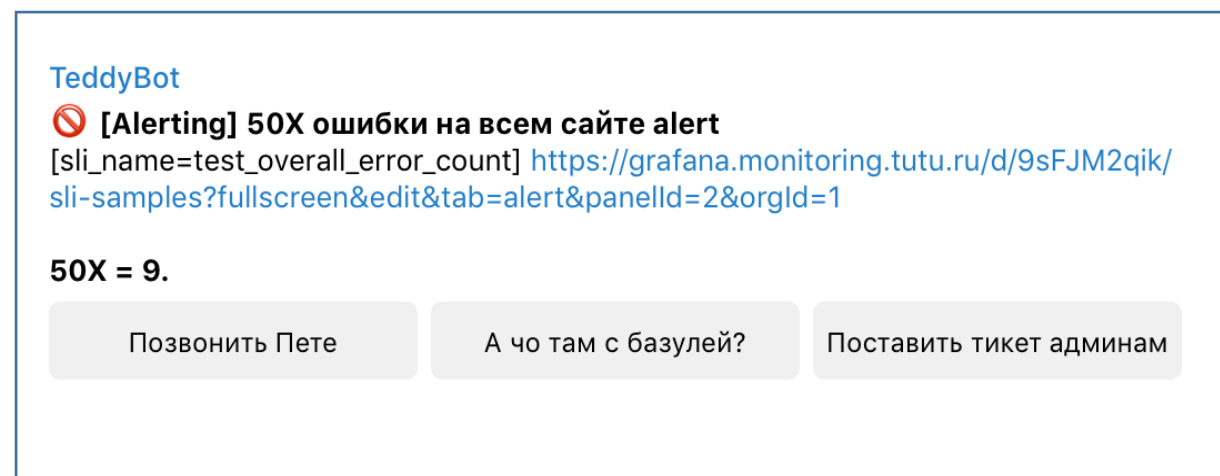 TeddyBot
🚫 [Alerting] 50X ошибки на всем сайте alert
[sli_name=test_overall_error_count] https://grafana.monitoring.tutu.ru/d/9sFJM2qik/
sli-samples?fullscreen&edit&tab=alert&panelId=2&orgId=1
50X = 9.
Позвонить Пете
А чо там с базулей?
Поставить тикет админам